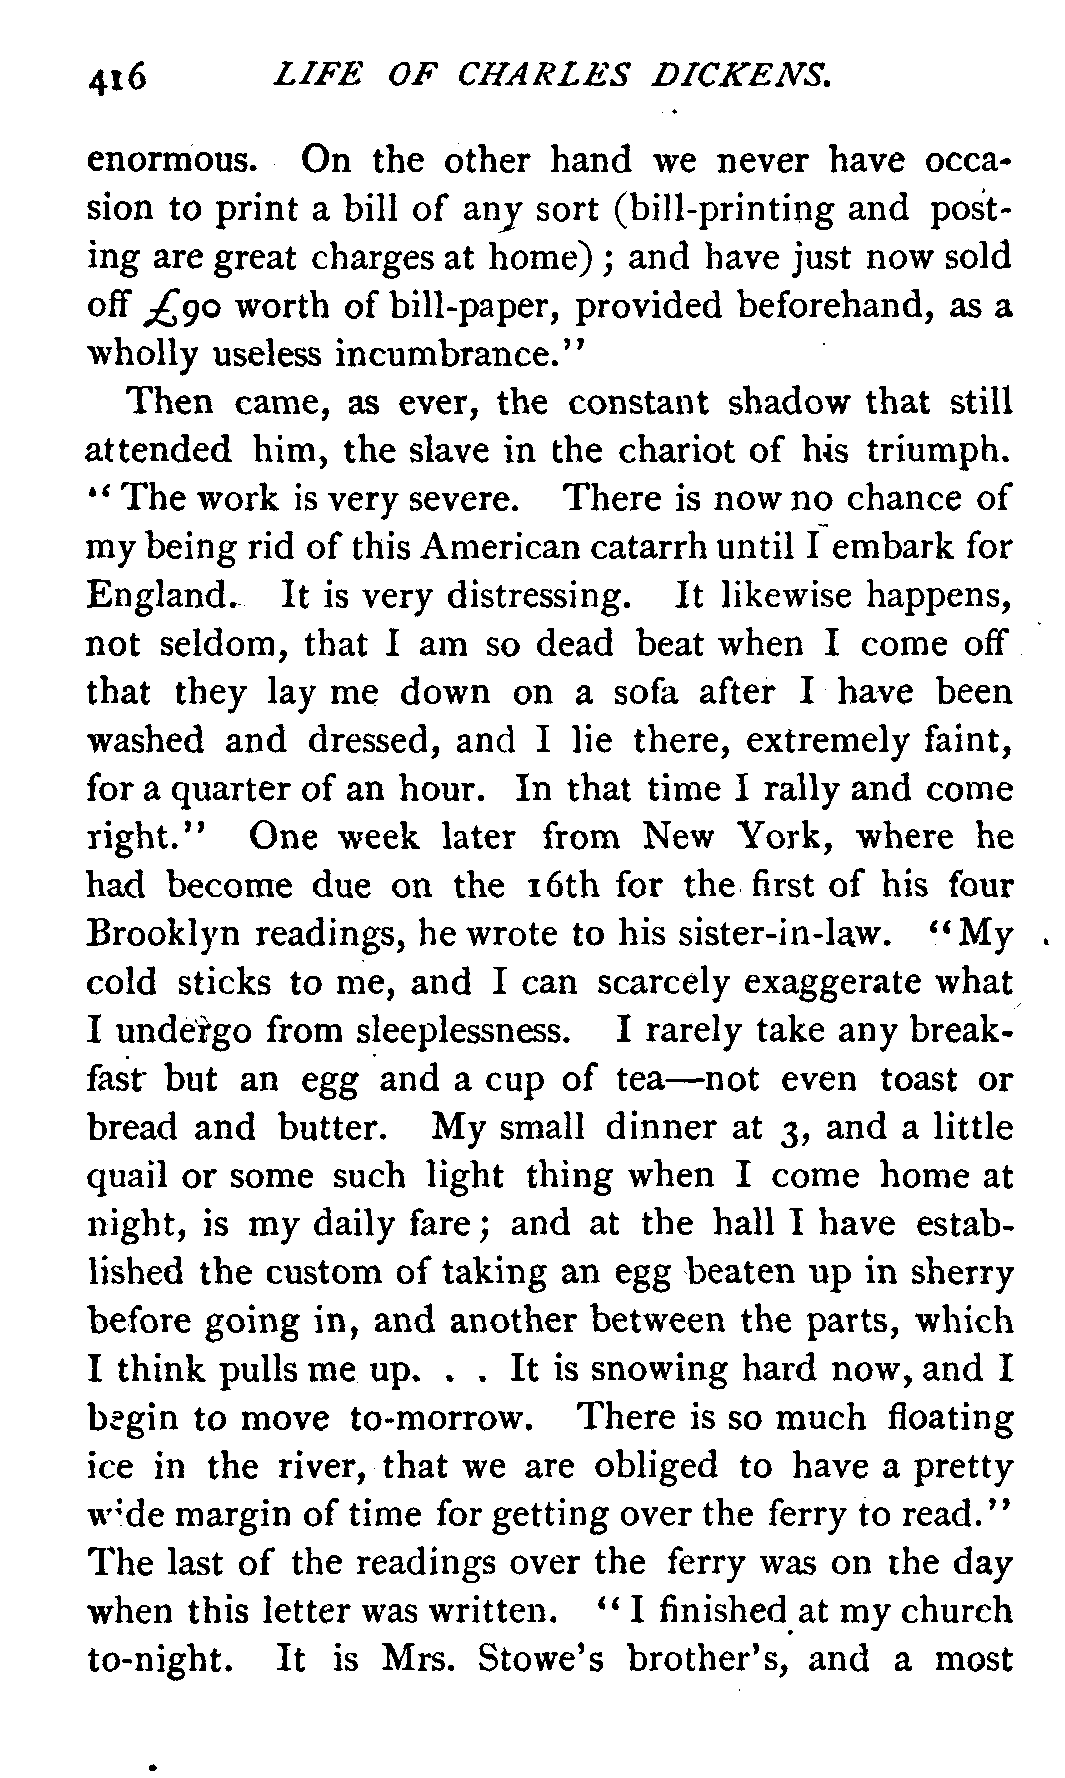 416 LIFE OF CHARLES DICKENS.
enormous. On the other hand we never have occa-
sion to print a bill of any sort (bill-printing and post-
ing are great charges at home) ; and have just now sold
off £90 worth of bill-paper, provided beforehand, as a
wholly useless incumbrance."
Then came, as ever, the constant shadow that still
attended him, the slave in the chariot of his triumph.
"The work is very severe. There is now no chance of
my being rid of this American catarrh until I embark for
England. It is very distressing. It likewise happens,
not seldom, that I am so dead beat when I come off
that they lay me down on a sofa after I have been
washed and dressed, and I lie there, extremely faint,
for a quarter of an hour. In that time I rally and come
right." One week later from New York, where he
had become due on the 16th for the first of his four
Brooklyn readings, he wrote to his sister-in-law. "My
cold sticks to me, and I can scarcely exaggerate what
I undergo from sleeplessness. I rarely take any break-
fast but an egg and a cup of tea—not even toast or
bread and butter. My small dinner at 3, and a little
quail or some such light thing when I come home at
night, is my daily fare ; and at the hall I have estab-
lished the custom of taking an egg beaten up in sherry
before going in, and another between the parts, which
I think pulls me up. . . It is snowing hard now, and I
begin to move to-morrow. There is so much floating
ice in the river, that we are obliged to have a pretty
wide margin of time for getting over the ferry to read."
The last of the readings over the ferry was on the day
when this letter was written. "I finished at my church
to-night. It is Mrs. Stowe's brother's, and a most